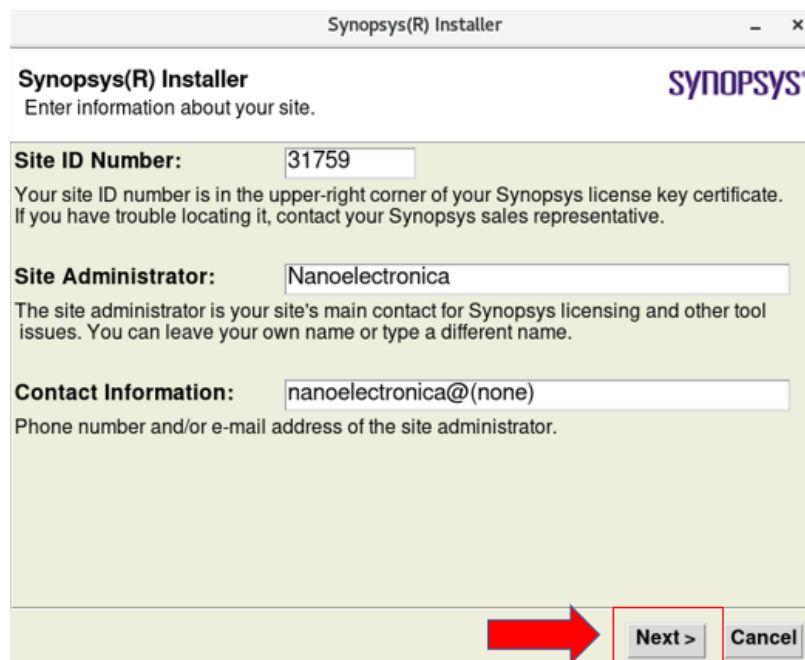 Synopsys(R) Installer
Synopsys(R) Installer
SYNOPSYS
Enter information about your site.
Site ID Number: 31759
Your site ID number is in the upper-right corner of your Synopsys license key certificate.
If you have trouble locating it, contact your Synopsys sales representative.
Site Administrator: Nanoelectronica
The site administrator is your site's main contact for Synopsys licensing and other tool
issues. You can leave your own name or type a different name.
Contact Information: nanoelectronica@(none)
Phone number and/or e-mail address of the site administrator.
Next > Cancel